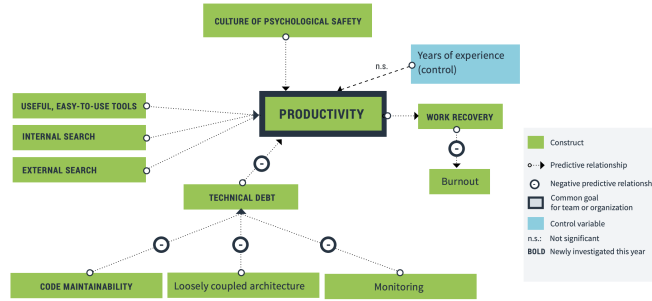 CULTURE OF PSYCHOLOGICAL SAFETY
n.s.
Years of experience
(control)
USEFUL, EASY-TO-USE TOOLS
INTERNAL SEARCH
EXTERNAL SEARCH
PRODUCTIVITY
WORK RECOVERY
-
-
Burnout
TECHNICAL DEBT
-
-
-
CODE MAINTAINABILITY
Loosely coupled architecture
Monitoring
Construct
Predictive relationship
- Negative predictive relationsh
Common goal
for team or organization
Control variable
n.s.: Not significant
BOLD Newly investigated this year